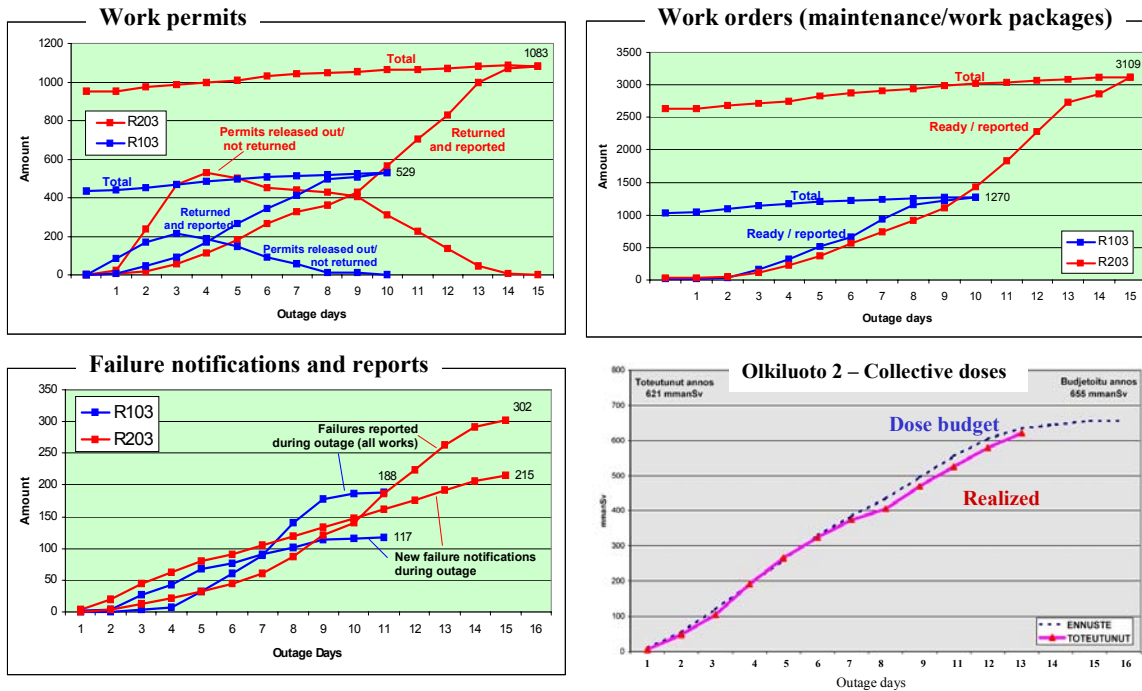 Work permits
1200
1000
800
600
400
200
0
Amount
R203
R103
Total
1083
Permits released out/
not returned
Returned
and reported
Total
529
Returned
and reported
Permits released out/
not returned
1 2 3 4 5 6 7 8 9 10 11 12 13 14 15
Outage days
Work orders (maintenance/work packages)
3500
3000
2500
2000
1500
1000
500
0
Amount
3109
Total
Ready / reported
Total
1270
Ready / reported
R103
R203
1 2 3 4 5 6 7 8 9 10 11 12 13 14 15
Outage days
Failure notifications and reports
350
300
250
200
150
100
50
0
Amount
R103
R203
302
Failures reported
during outage (all works)
188
215
117
New failure notifications
during outage
1 2 3 4 5 6 7 8 9 10 11 12 13 14 15 16
Outage Days
Olkiluoto 2 – Collective doses
800
700
600
500
400
300
200
100
0
mmanSv
Toteutunut annos
621 mmanSv
Budjetoitu annos
655 mmanSv
Dose budget
Realized
ENNUSTE
TOTEUTUNUT
1 2 3 4 5 6 7 8 9 11 12 13 14 15 16
Outage days